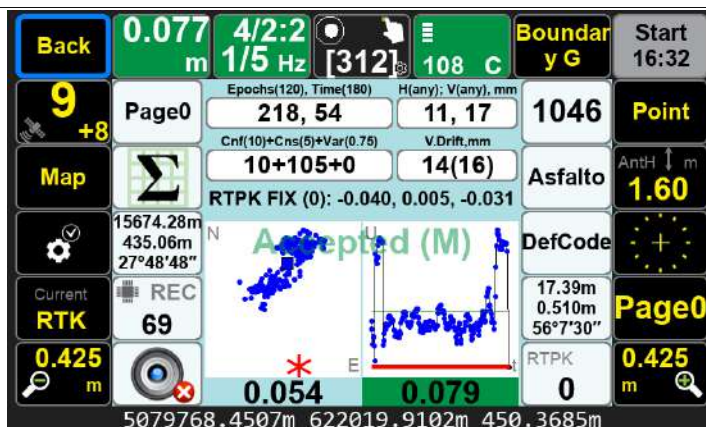 Back
0.077
m
4/2:2
1/5 Hz
[312]
108 C
Boundar
y G
Start
16:32
9
+8
Page0
Epochs(120), Time(180)
218, 54
H(any); V(any), mm
11, 17
1046
Point
Map
Σ
Cnf(10)+Cns(5)+Var(0.75)
10+105+0
V.Drift,mm
14(16)
Asfalto
AntH m
1.60
RTPK FIX (0): -0.040, 0.005, -0.031
15674.28m
435.06m
27°48'48"
N
Accepted (M)
U
DefCode
Current
RTK
REC
69
17.39m
0.510m
56°7'30"
Page0
0.425
m
E
t
0.054
0.079
RTPK
0
0.425
m
5079768.4507m 622019.9102m 450.3685m